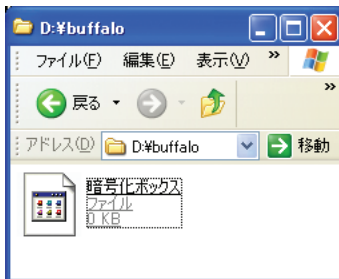 D:¥buffalo
ファイル(F) 編集(E) 表示(V) »
戻る »
アドレス(D) D:¥buffalo 移動
暗号化ボックス
ファイル
0 KB